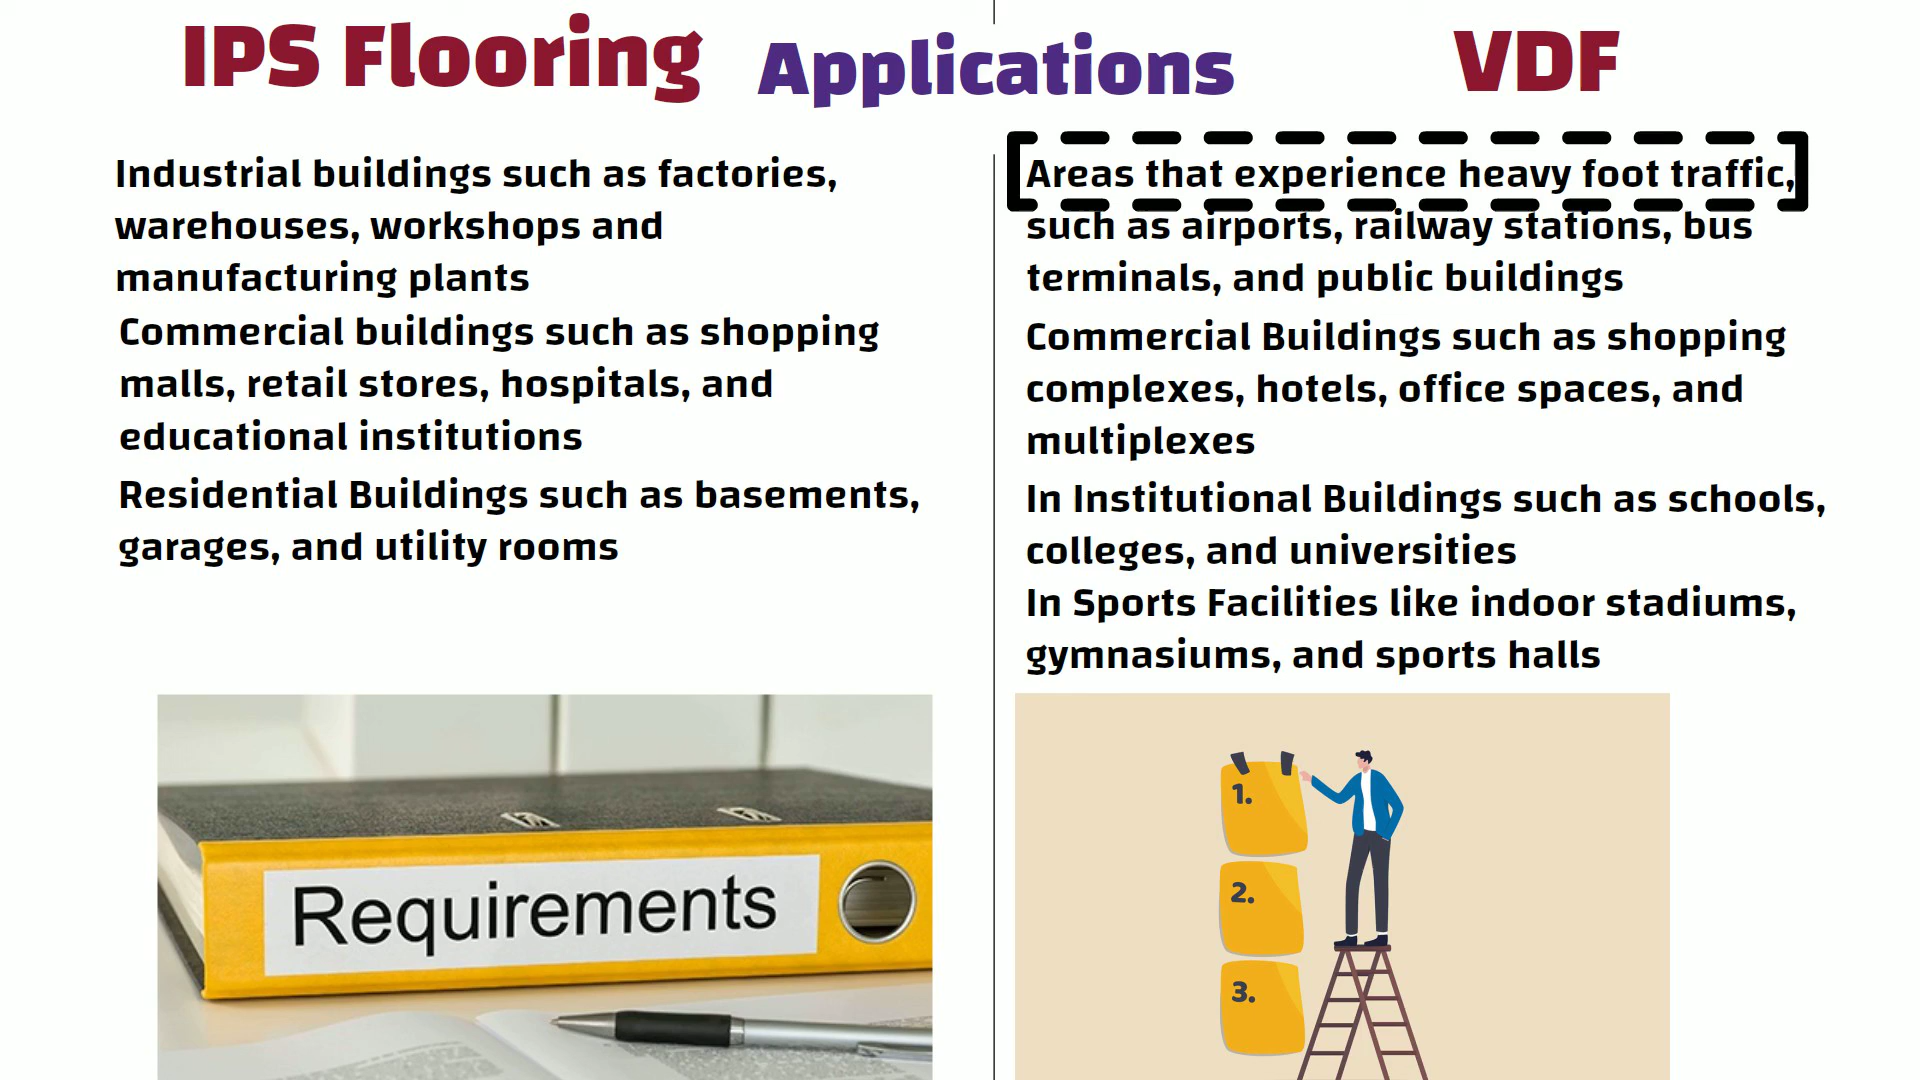 IPS Flooring
Applications
VDF
Industrial buildings such as factories,
warehouses, workshops and
manufacturing plants
Commercial buildings such as shopping
malls, retail stores, hospitals, and
educational institutions
Residential Buildings such as basements,
garages, and utility rooms
Areas that experience heavy foot traffic,
such as airports, railway stations, bus
terminals, and public buildings
Commercial Buildings such as shopping
complexes, hotels, office spaces, and
multiplexes
In Institutional Buildings such as schools,
colleges, and universities
In Sports Facilities like indoor stadiums,
gymnasiums, and sports halls
Requirements
1.
2.
3.